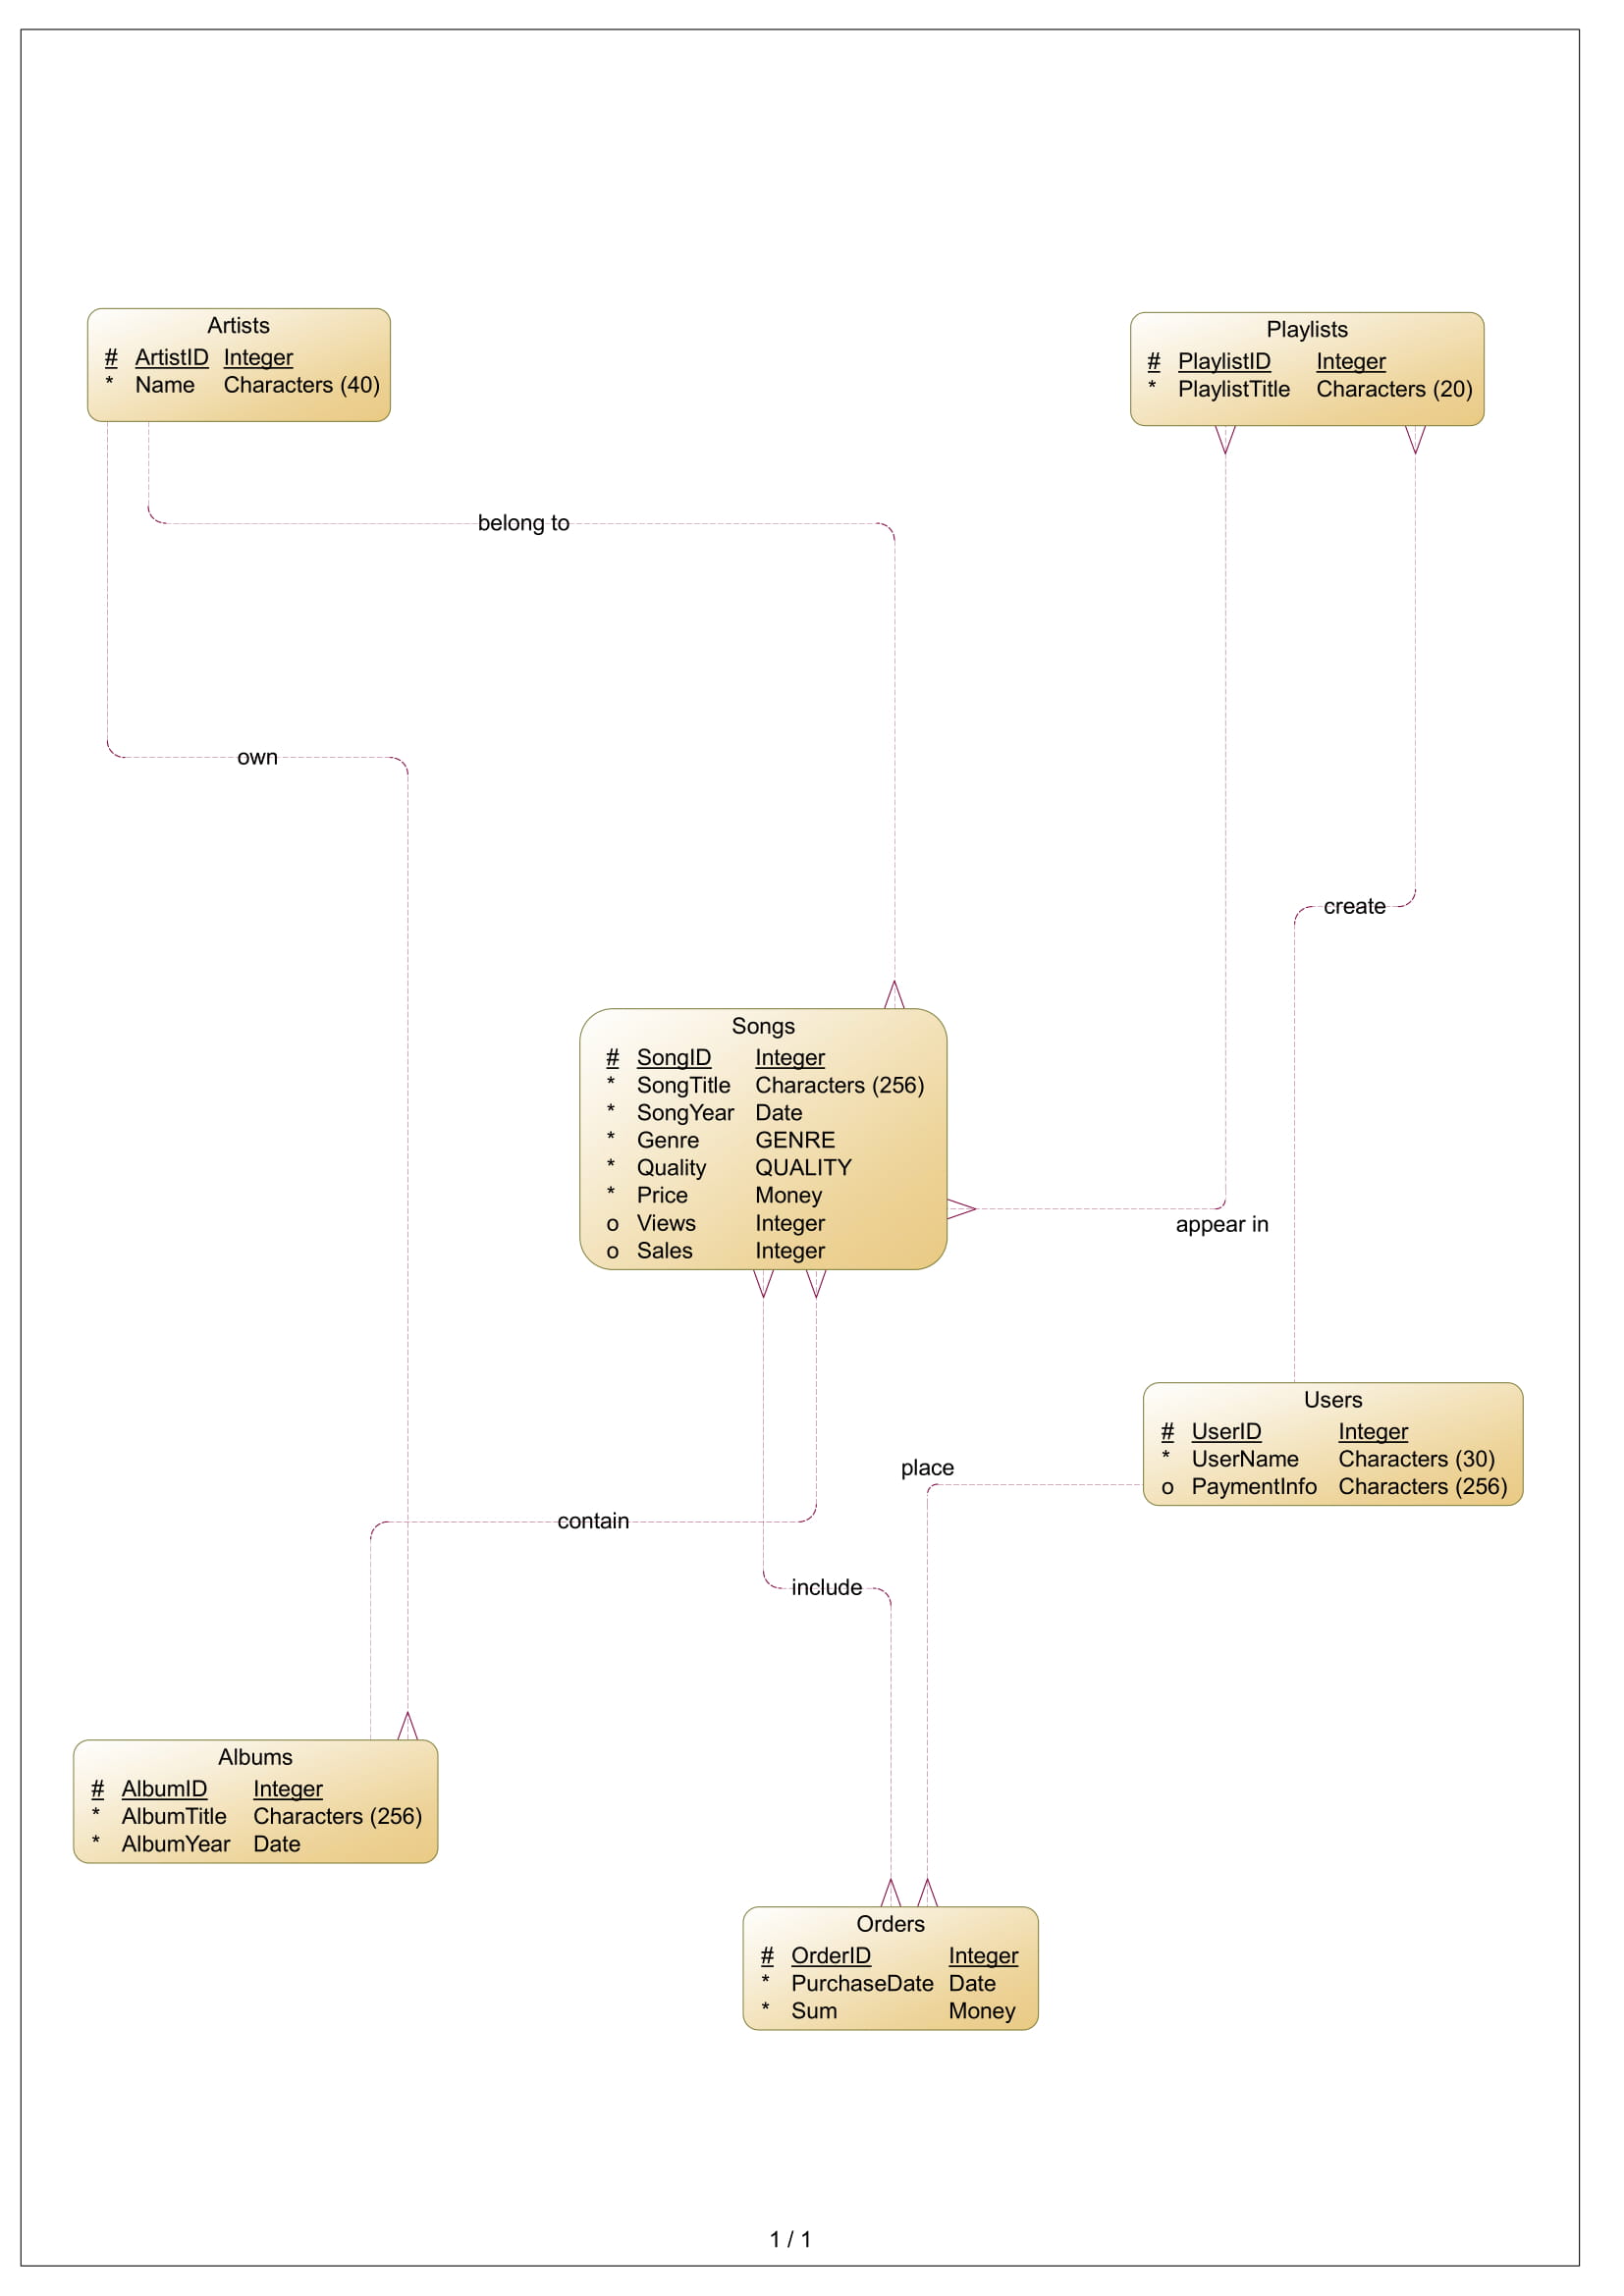 Artists
# ArtistID Integer
* Name Characters (40)
Playlists
# PlaylistID Integer
* PlaylistTitle Characters (20)
belong to
own
create
Songs
# SongID Integer
* SongTitle Characters (256)
* SongYear Date
* Genre GENRE
* Quality QUALITY
* Price Money
o Views Integer
o Sales Integer
appear in
Users
# UserID Integer
* UserName Characters (30)
o PaymentInfo Characters (256)
place
contain
include
Albums
# AlbumID Integer
* AlbumTitle Characters (256)
* AlbumYear Date
Orders
# OrderID Integer
* PurchaseDate Date
* Sum Money
1 / 1